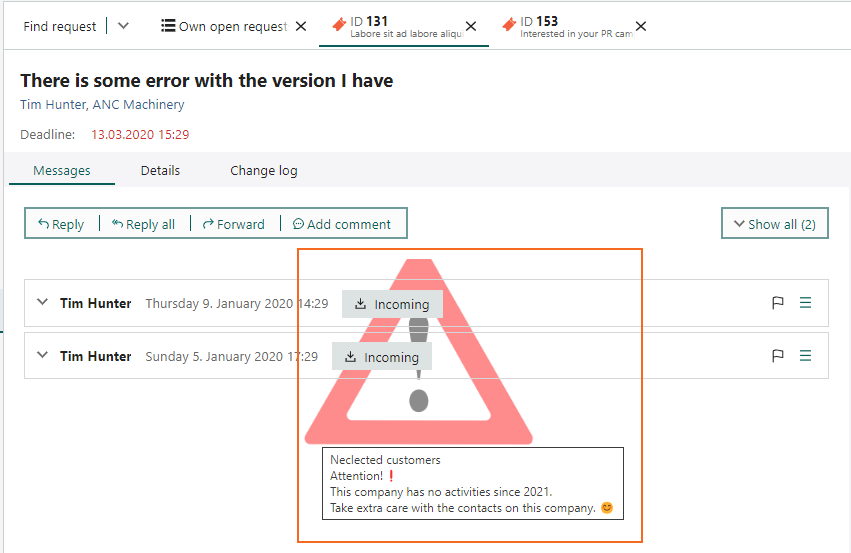 Find request
Own open request
ID 131
Labore sit ad labore aliqu
ID 153
Interested in your PR cam
There is some error with the version I have
Tim Hunter, ANC Machinery
Deadline: 13.03.2020 15:29
Messages Details Change log
Reply Reply all Forward Add comment Show all (2)
Tim Hunter Thursday 9. January 2020 14:29 Incoming
Tim Hunter Sunday 5. January 2020 17:29 Incoming
Neclected customers
Attention!❗
This company has no activities since 2021.
Take extra care with the contacts on this company. 😊